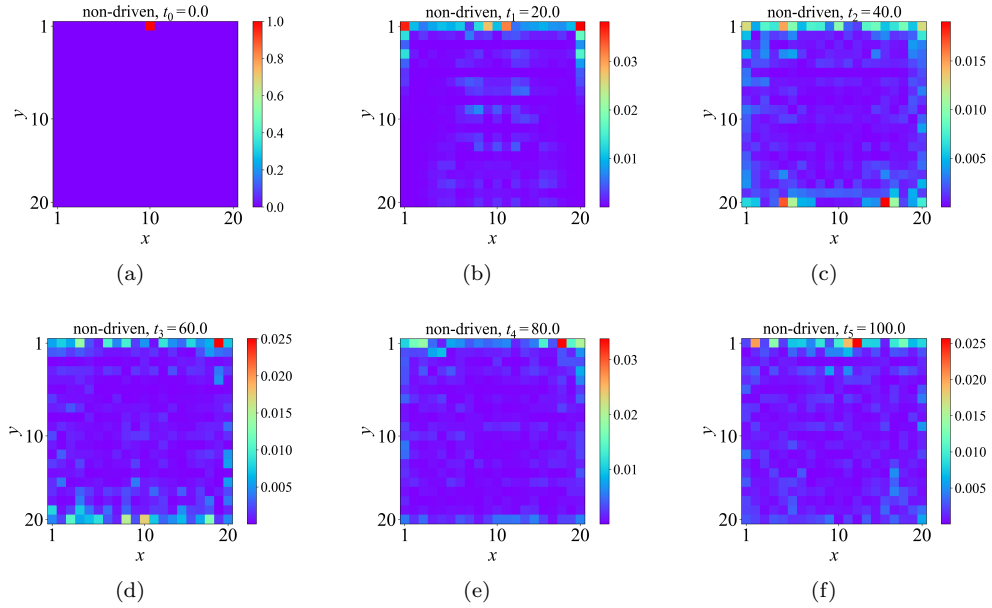 non-driven, t₀ = 0.0
1
10
20
y
1
10
20
x
1.0
0.8
0.6
0.4
0.2
0.0
(a)
non-driven, t₁ = 20.0
1
10
20
y
1
10
20
x
0.03
0.02
0.01
(b)
non-driven, t₂ = 40.0
1
10
20
y
1
10
20
x
0.015
0.010
0.005
(c)
non-driven, t₃ = 60.0
1
10
20
y
1
10
20
x
0.025
0.020
0.015
0.010
0.005
(d)
non-driven, t₄ = 80.0
1
10
20
y
1
10
20
x
0.03
0.02
0.01
(e)
non-driven, t₅ = 100.0
1
10
20
y
1
10
20
x
0.025
0.020
0.015
0.010
0.005
(f)